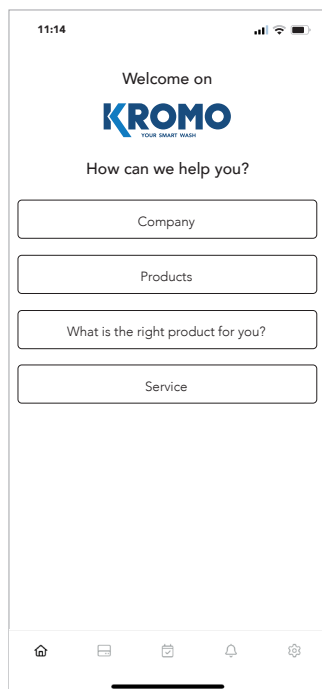 11:14
Welcome on
KROMO
YOUR SMART WASH
How can we help you?
Company
Products
What is the right product for you?
Service